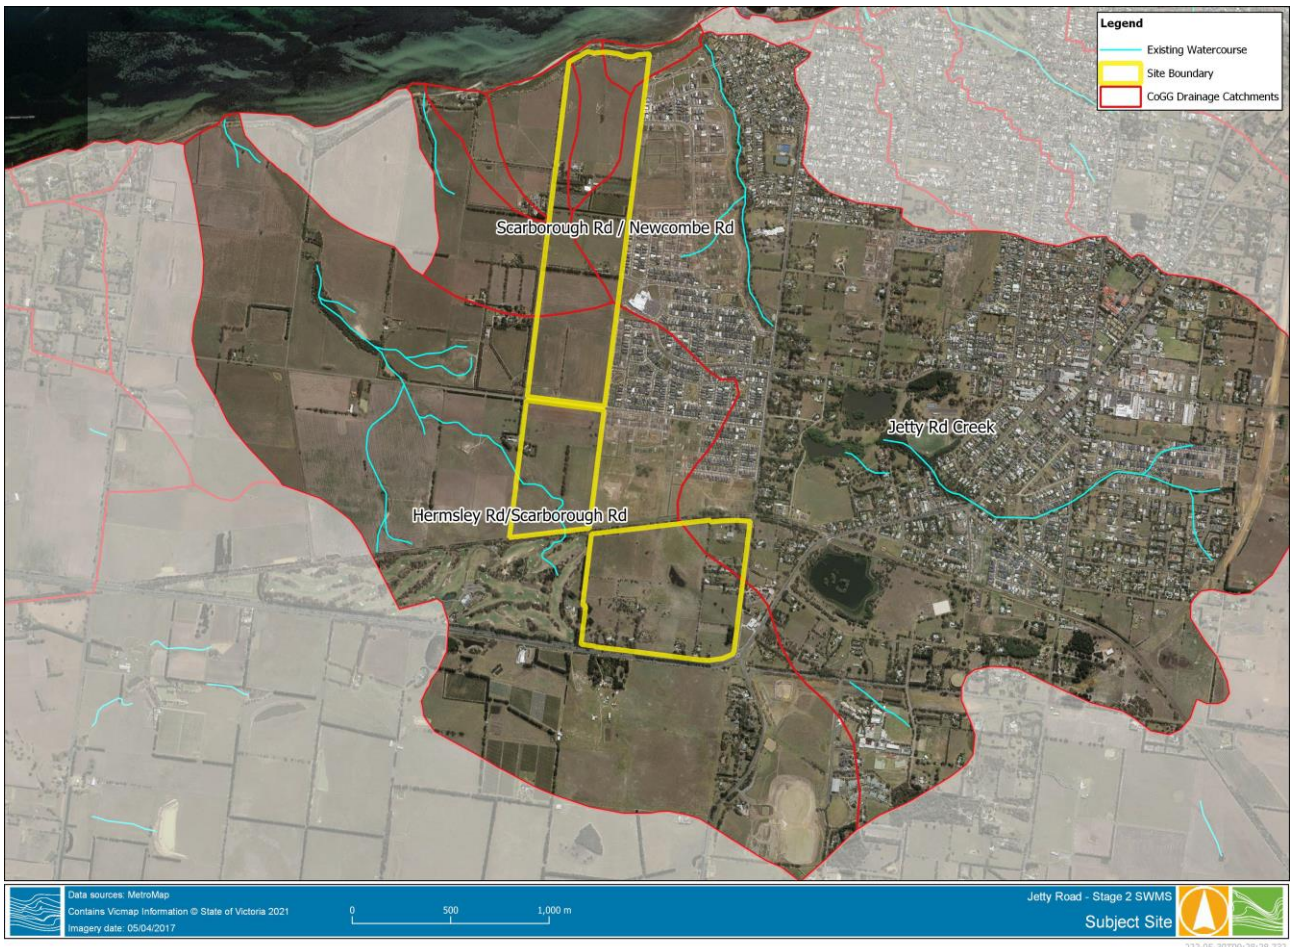 Legend
Existing Watercourse
Site Boundary
CoGG Drainage Catchments
Scarborough Rd / Newcombe Rd
Jetty Rd Creek
Hermsley Rd/Scarborough Rd
Data sources: MetroMap
Contains Vicmap Information © State of Victoria 2021
Imagery date: 05/04/2017
0 500 1,000 m
Jetty Road - Stage 2 SWMS
Subject Site